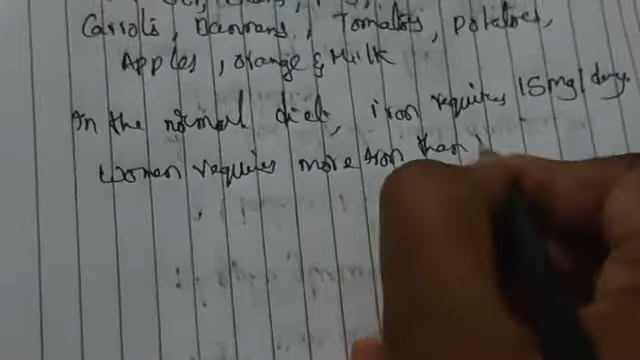 Carrots, Bananas, Tomatoes, Potatoes,
Apples, orange & Milk
In the normal diet, iron requires 15mg/day.
Women requires more iron than